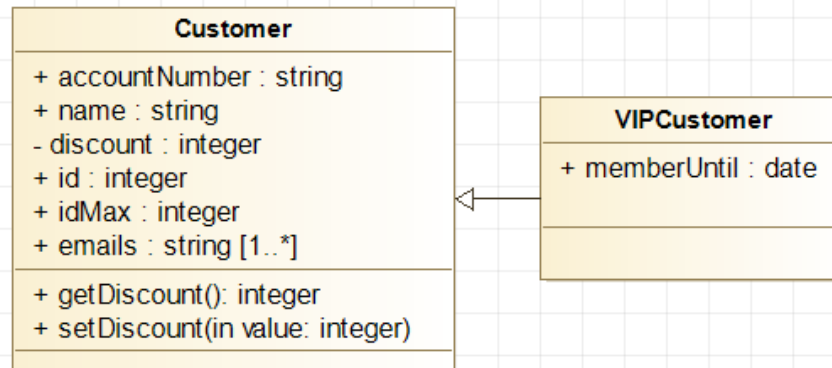 Customer
+ accountNumber : string
+ name : string
- discount : integer
+ id : integer
+ idMax : integer
+ emails : string [1..*]
+ getDiscount(): integer
+ setDiscount(in value: integer)
VIPCustomer
+ memberUntil : date